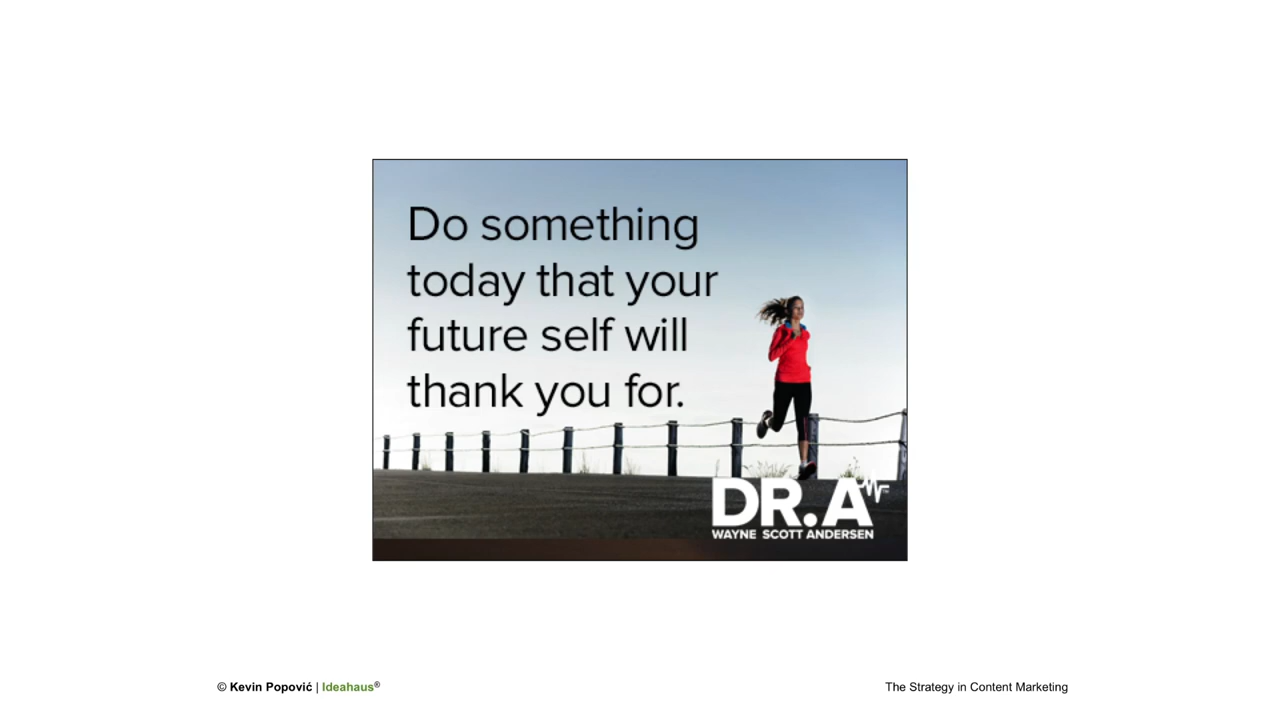 Do something
today that your
future self will
thank you for.
DR.A
WAYNE SCOTT ANDERSEN
© Kevin Popović | Ideahaus®
The Strategy in Content Marketing